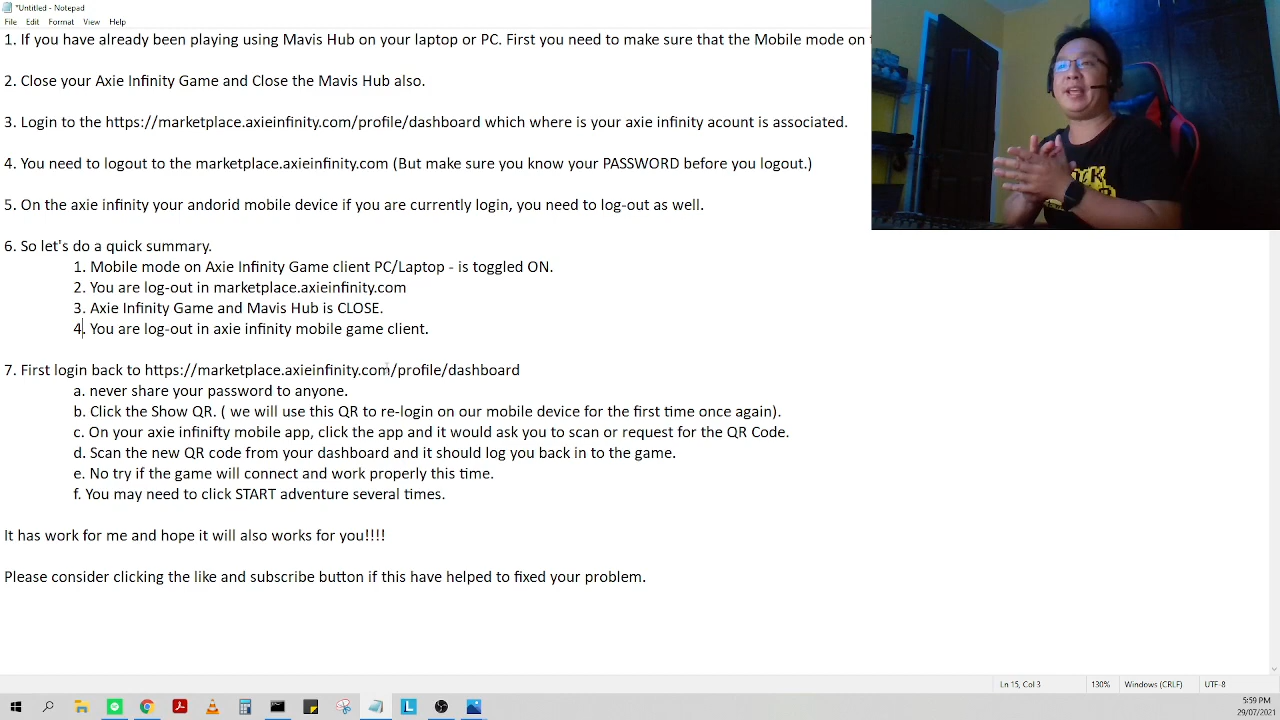 *Untitled - Notepad
File Edit Format View Help
1. If you have already been playing using Mavis Hub on your laptop or PC. First you need to make sure that the Mobile mode on
2. Close your Axie Infinity Game and Close the Mavis Hub also.
3. Login to the https://marketplace.axieinfinity.com/profile/dashboard which where is your axie infinity acount is associated.
4. You need to logout to the marketplace.axieinfinity.com (But make sure you know your PASSWORD before you logout.)
5. On the axie infinity your andorid mobile device if you are currently login, you need to log-out as well.
6. So let's do a quick summary.
1. Mobile mode on Axie Infinity Game client PC/Laptop - is toggled ON.
2. You are log-out in marketplace.axieinfinity.com
3. Axie Infinity Game and Mavis Hub is CLOSE.
4. You are log-out in axie infinity mobile game client.
7. First login back to https://marketplace.axieinfinity.com/profile/dashboard
a. never share your password to anyone.
b. Click the Show QR. ( we will use this QR to re-login on our mobile device for the first time once again).
c. On your axie infinifty mobile app, click the app and it would ask you to scan or request for the QR Code.
d. Scan the new QR code from your dashboard and it should log you back in to the game.
e. No try if the game will connect and work properly this time.
f. You may need to click START adventure several times.
It has work for me and hope it will also works for you!!!!
Please consider clicking the like and subscribe button if this have helped to fixed your problem.
Ln 15, Col 3 130% Windows (CRLF) UTF-8
5:59 PM
29/07/2021